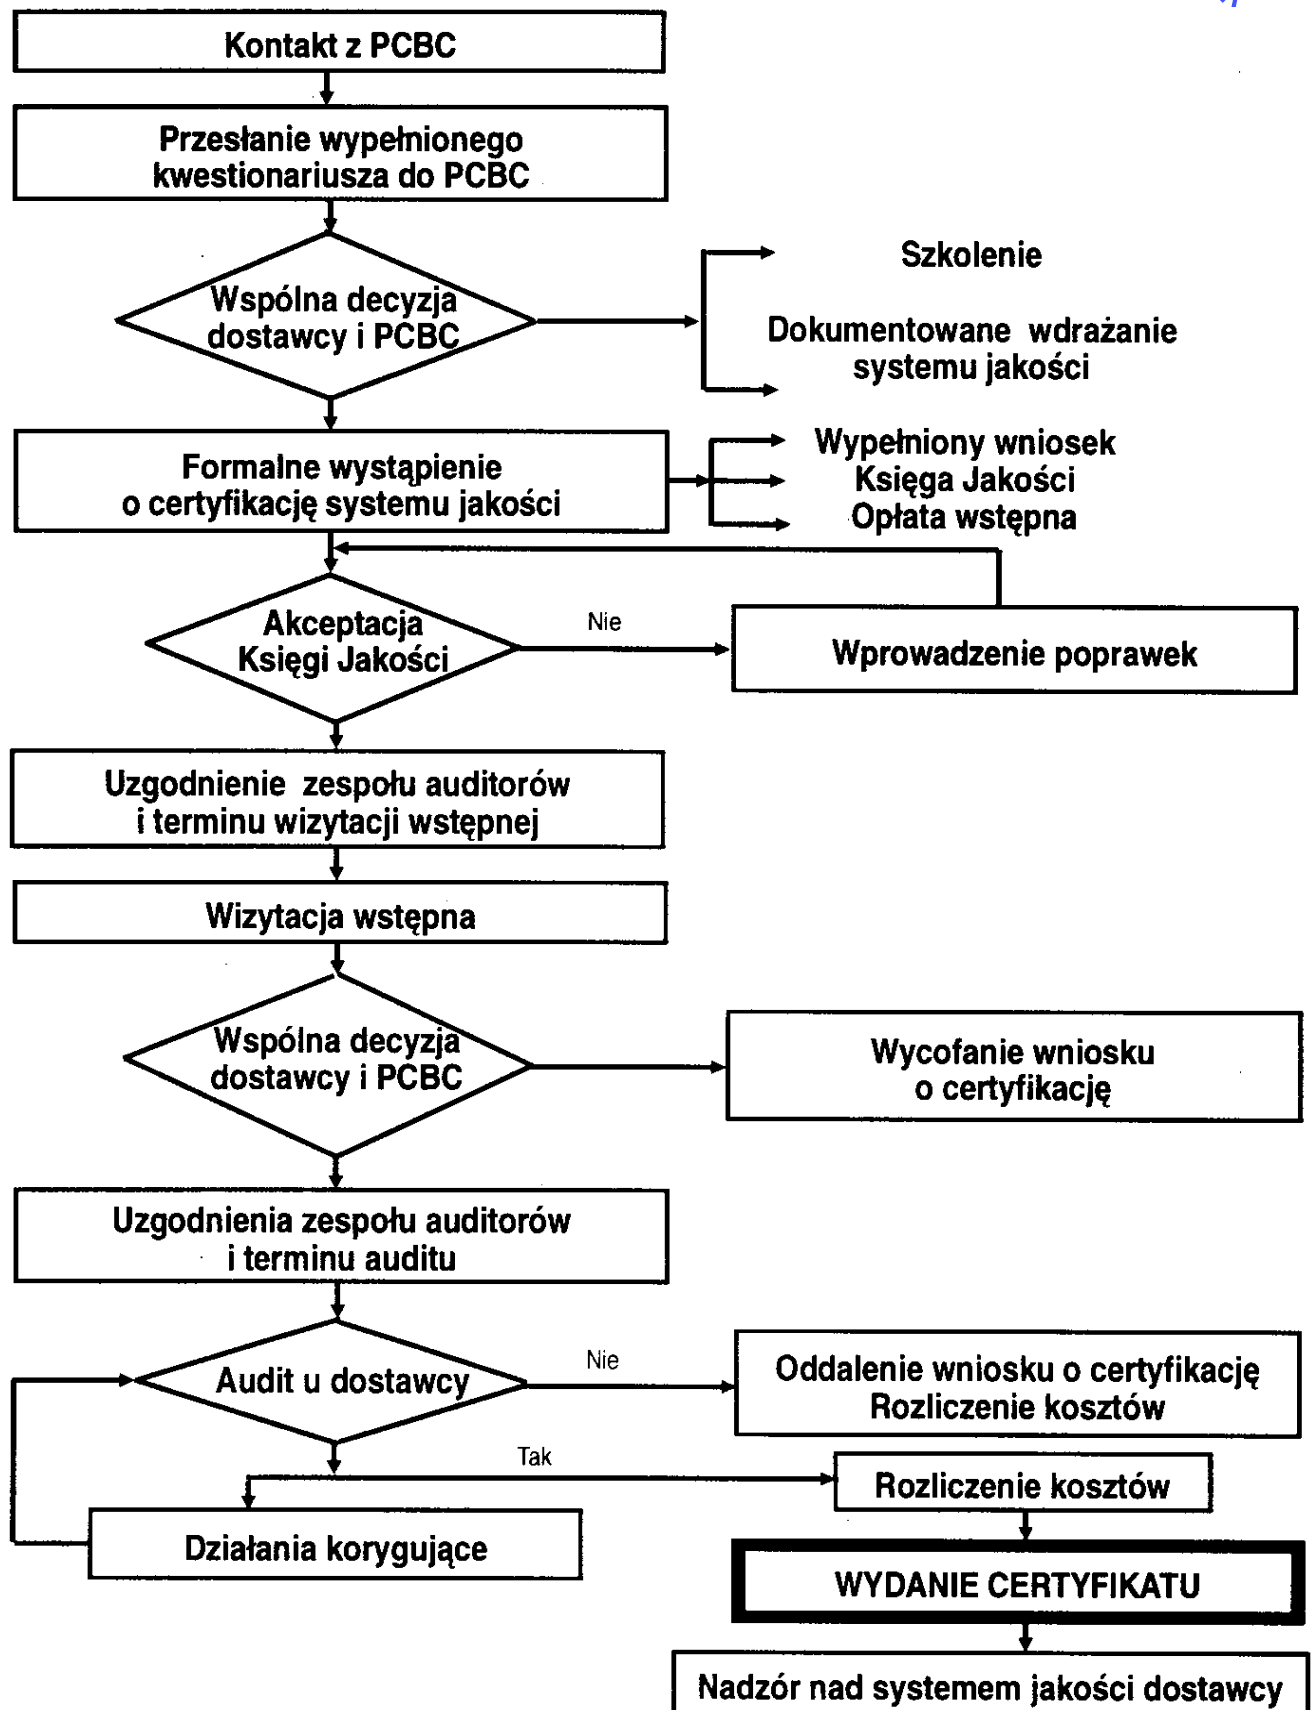 Kontakt z PCBC
Przesłanie wypełnionego
kwestionariusza do PCBC
Wspólna decyzja
dostawcy i PCBC
Szkolenie
Dokumentowane wdrażanie
systemu jakości
Formalne wystąpienie
o certyfikację systemu jakości
Wypełniony wniosek
Księga Jakości
Opłata wstępna
Akceptacja
Księgi Jakości
Nie
Wprowadzenie poprawek
Uzgodnienie zespołu auditorów
i terminu wizytacji wstępnej
Wizytacja wstępna
Wspólna decyzja
dostawcy i PCBC
Wycofanie wniosku
o certyfikację
Uzgodnienia zespołu auditorów
i terminu auditu
Audit u dostawcy
Nie
Oddalenie wniosku o certyfikację
Rozliczenie kosztów
Tak
Rozliczenie kosztów
Działania korygujące
WYDANIE CERTYFIKATU
Nadzór nad systemem jakości dostawcy